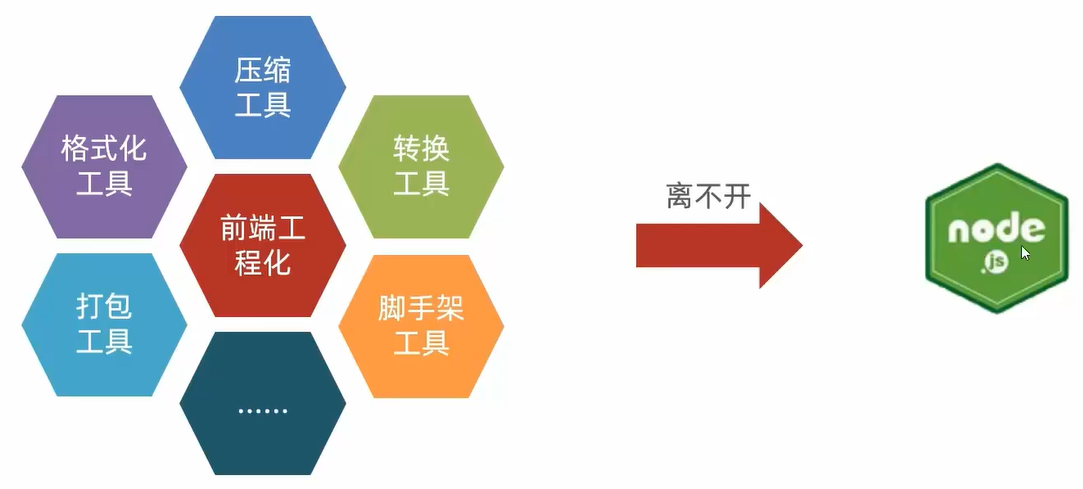 压缩
工具
格式化
工具
转换
工具
前端工
程化
打包
工具
脚手架
工具
......
离不开
node
.js